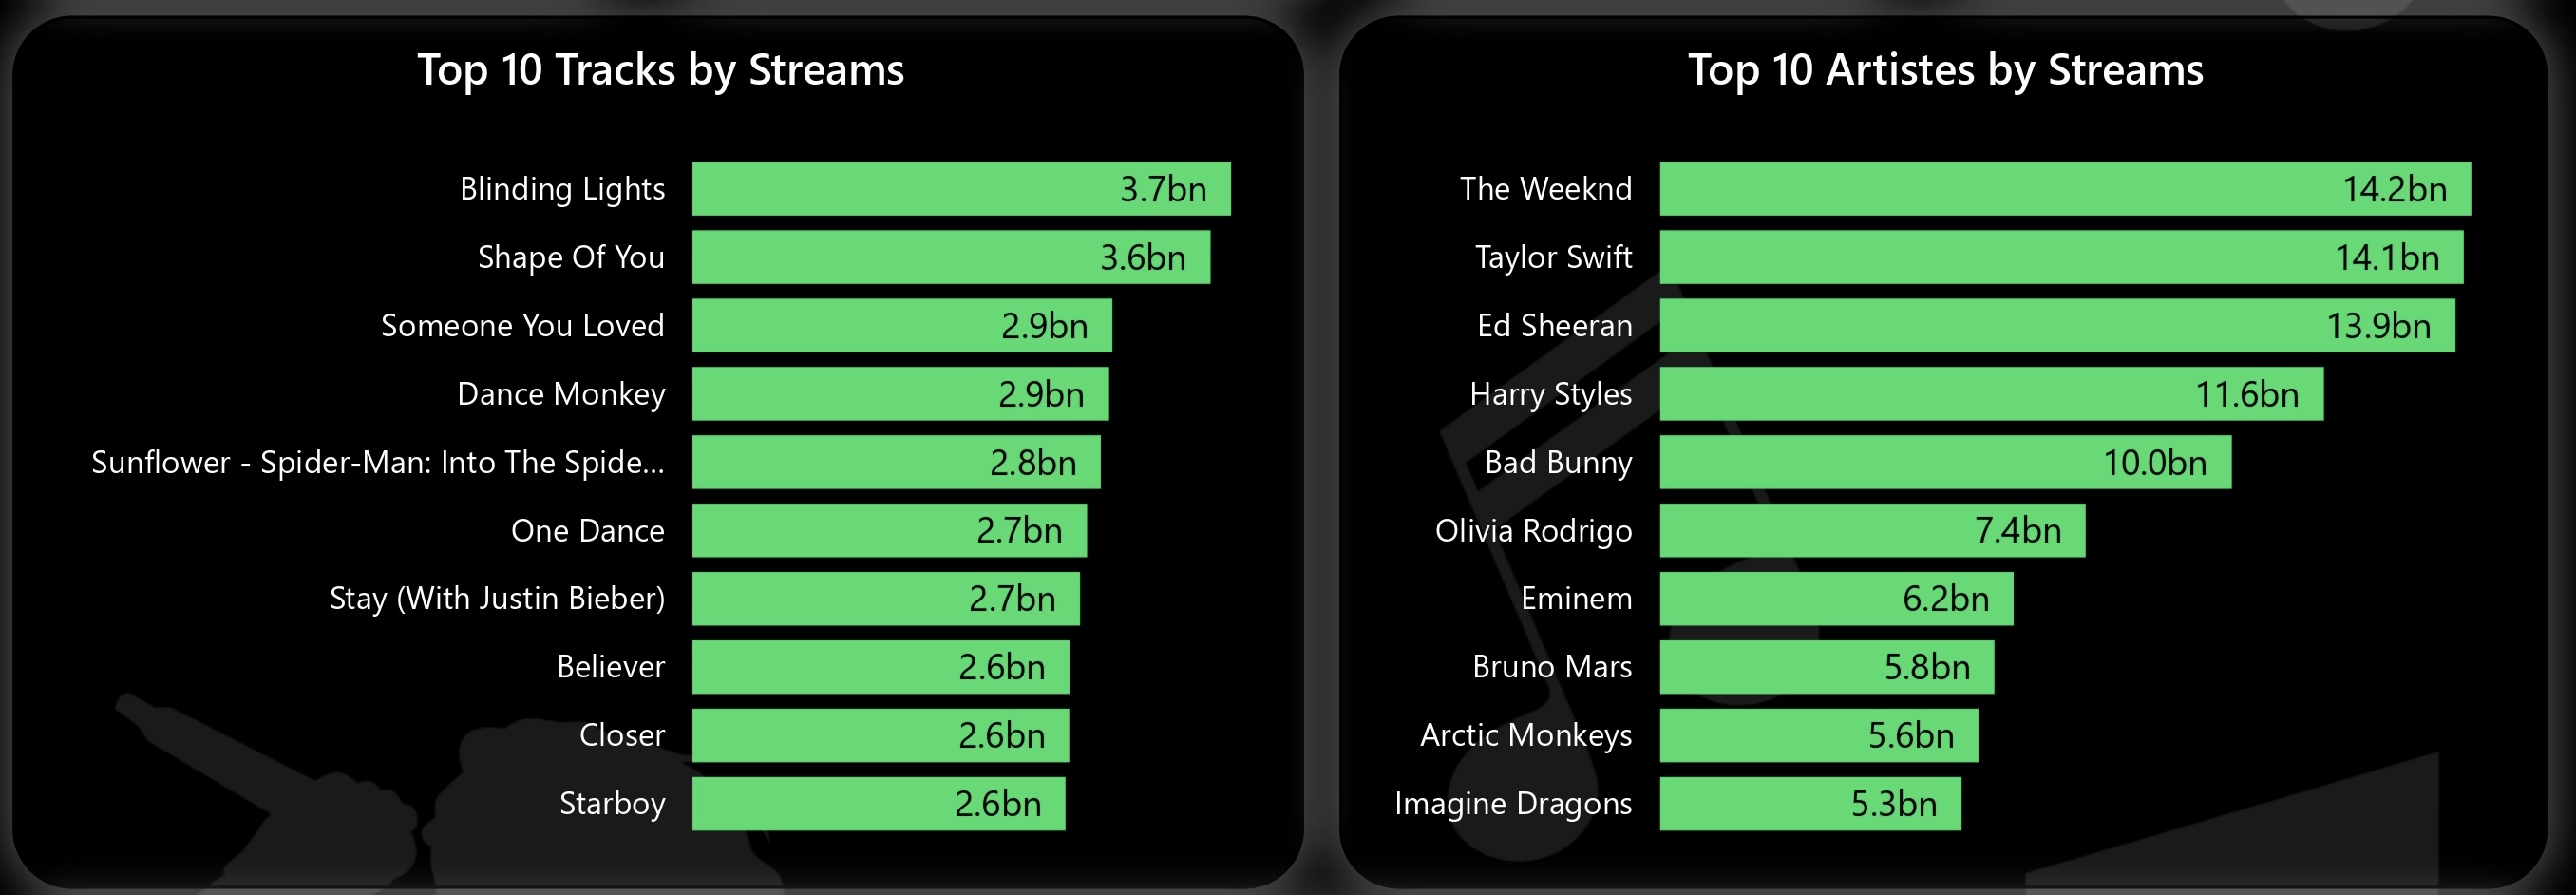 Top 10 Tracks by Streams
Blinding Lights 3.7bn
Shape Of You 3.6bn
Someone You Loved 2.9bn
Dance Monkey 2.9bn
Sunflower - Spider-Man: Into The Spide... 2.8bn
One Dance 2.7bn
Stay (With Justin Bieber) 2.7bn
Believer 2.6bn
Closer 2.6bn
Starboy 2.6bn
Top 10 Artistes by Streams
The Weeknd 14.2bn
Taylor Swift 14.1bn
Ed Sheeran 13.9bn
Harry Styles 11.6bn
Bad Bunny 10.0bn
Olivia Rodrigo 7.4bn
Eminem 6.2bn
Bruno Mars 5.8bn
Arctic Monkeys 5.6bn
Imagine Dragons 5.3bn